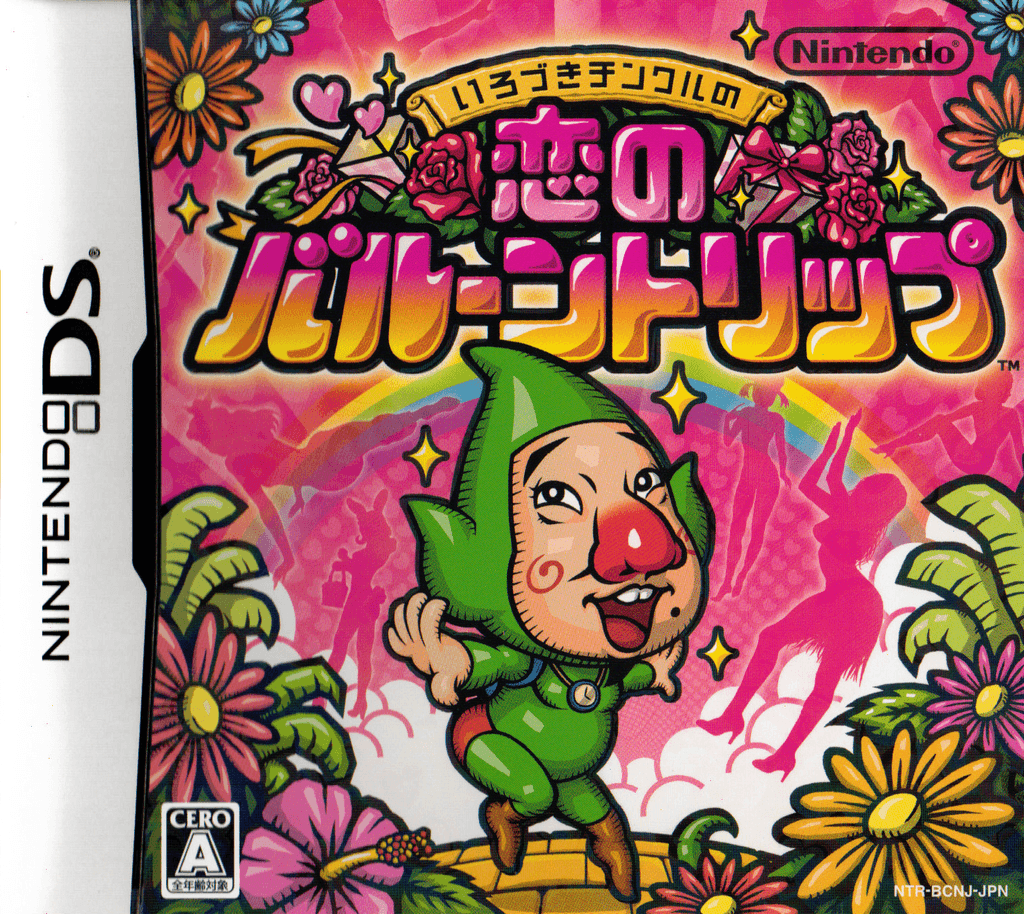 NINTENDO DS®
Nintendo®
いろづきチンクルの
恋の
バルーントリップ
TM
CERO
A
全年齢対象
NTR-BCNJ-JPN